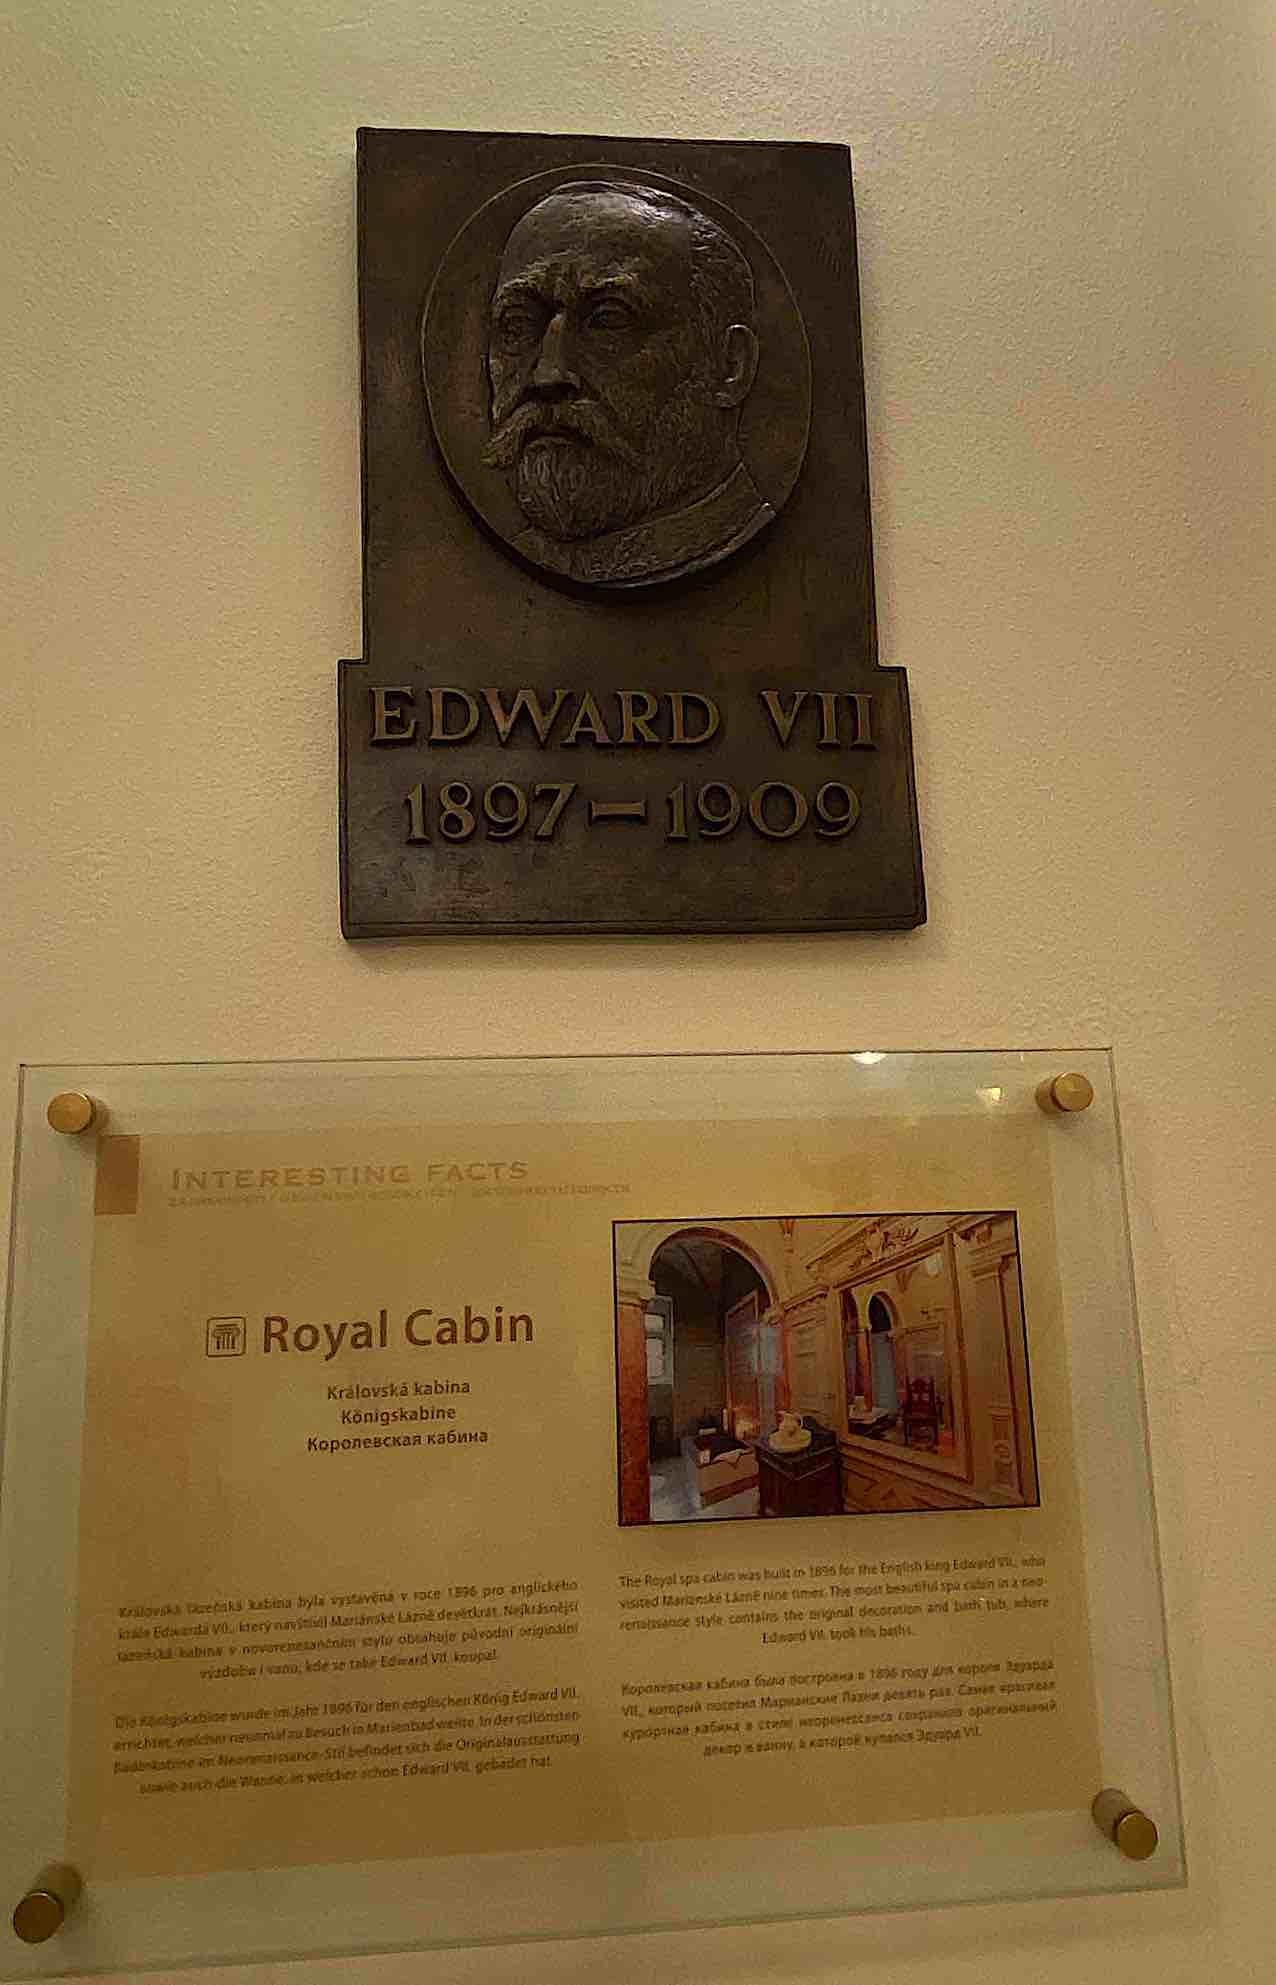 EDWARD VII
1897–1909
INTERESTING FACTS
Royal Cabin
Královská kabina
Königskabine
Королевская кабина
Královská lázeňská kabina byla vystavěna v roce 1896 pro anglického
krále Edwarda VII., který navštívil Mariánské Lázně devětkrát. Nejkrásnější
lázeňská kabina v novorenesančním stylu obsahuje původní originální
výzdobu i vanu, kde se také Edward VII. koupal.
Die Königskabine wurde im Jahr 1896 für den englischen König Edward VII.
errichtet, welcher neunmal zu Besuch in Marienbad weilte. In der schönsten
Badekabine im Neorenaissance-Stil befindet sich die Originalausstattung
sowie auch die Wanne, in welcher schon Edward VII. gebadet hat.
The Royal spa cabin was built in 1896 for the English king Edward VII., who
visited Marianske Lázně nine times. The most beautiful spa cabin in a neo-
renaissance style contains the original decoration and bath tub, where
Edward VII. took his baths.
Королевская кабина была построена в 1896 году для короля Эдуарда
VII., который посетил Марианские Лазни девять раз. Самая красивая
курортная кабина в стиле неоренессанса сохранила оригинальный
декор и ванну, в которой купался Эдуард VII.